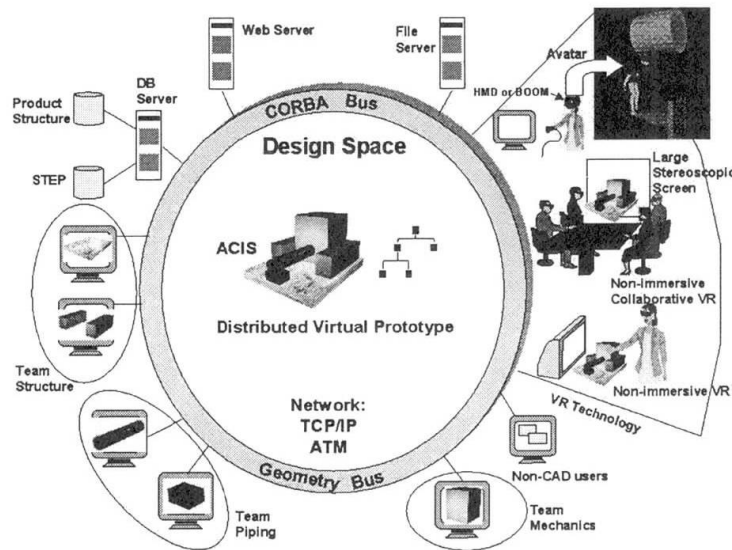 Web Server
File
Server
Avatar
HMD or BOOM
DB
Server
Product
Structure
STEP
CORBA Bus
Design Space
Large
Stereoscopic
Screen
ACIS
Distributed Virtual Prototype
Non-immersive
Collaborative VR
Non-immersive VR
VR Technology
Team
Structure
Network:
TCP/IP
ATM
Geometry Bus
Non-CAD users
Team
Piping
Team
Mechanics